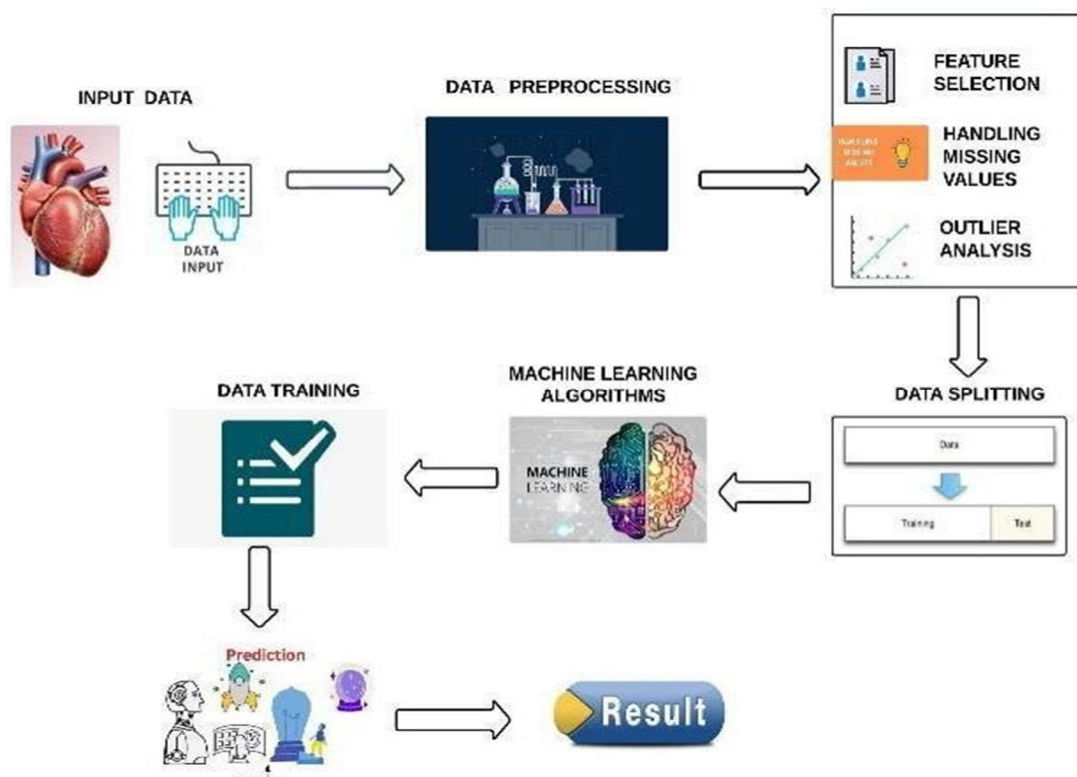 INPUT DATA
DATA
INPUT
DATA PREPROCESSING
FEATURE
SELECTION
HANDLING
MISSING
VALUES
OUTLIER
ANALYSIS
DATA SPLITTING
Data
Training
Test
MACHINE LEARNING
ALGORITHMS
MACHINE
LEARNING
DATA TRAINING
Prediction
Result